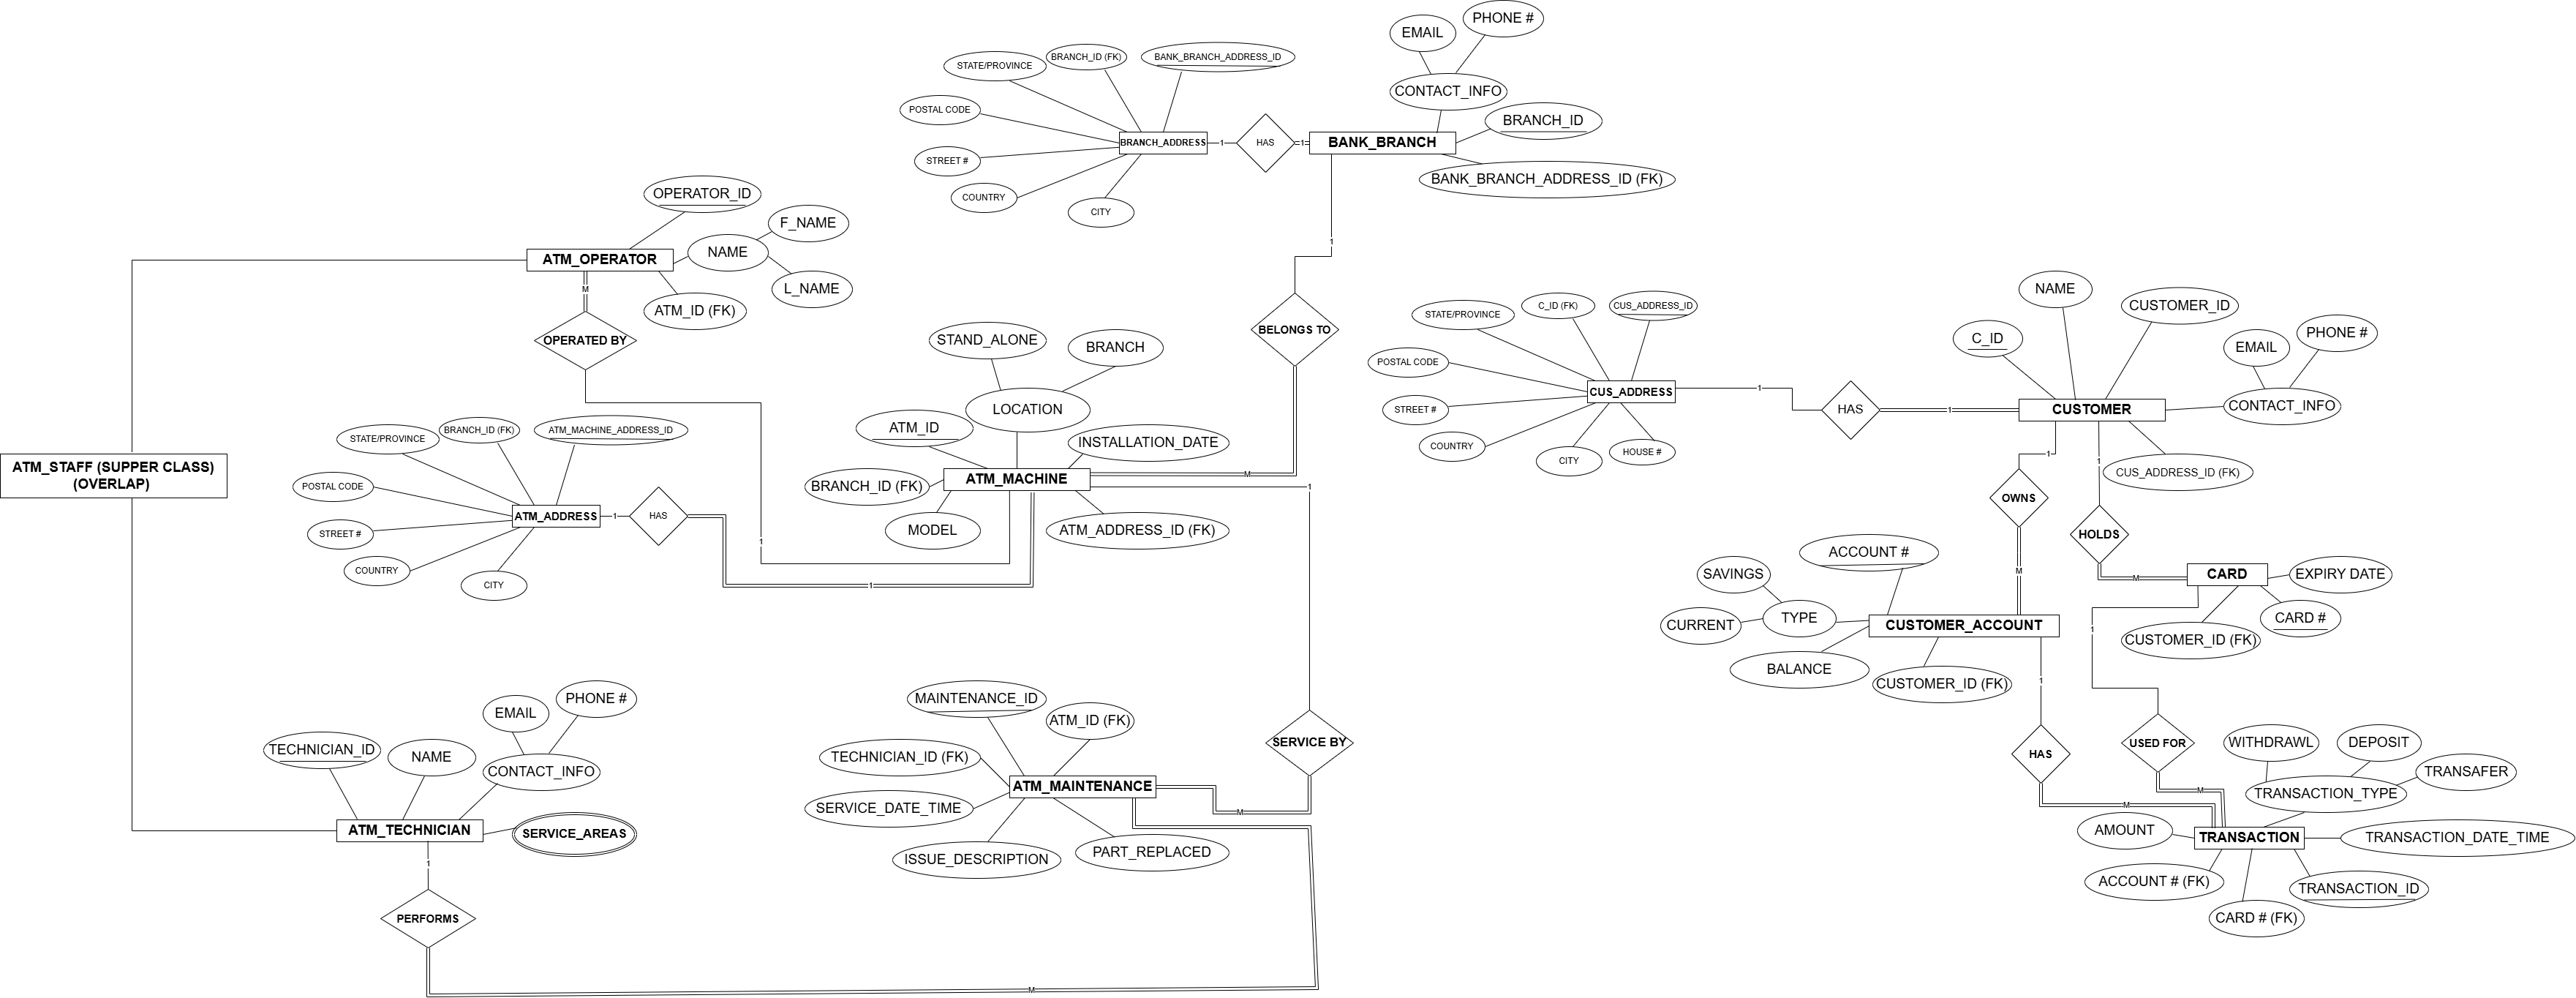 PHONE #
EMAIL
CONTACT_INFO
BRANCH_ID (FK)
BANK_BRANCH_ADDRESS_ID
STATE/PROVINCE
POSTAL CODE
BRANCH_ID
BRANCH_ADDRESS
1
HAS
1
BANK_BRANCH
STREET #
BANK_BRANCH_ADDRESS_ID (FK)
COUNTRY
CITY
1
OPERATOR_ID
F_NAME
NAME
ATM_OPERATOR
L_NAME
M
ATM_ID (FK)
OPERATED BY
BELONGS TO
STAND_ALONE
BRANCH
LOCATION
ATM_ID
INSTALLATION_DATE
M
ATM_MACHINE
BRANCH_ID (FK)
MODEL
ATM_ADDRESS_ID (FK)
1
1
1
BRANCH_ID (FK)
ATM_MACHINE_ADDRESS_ID
STATE/PROVINCE
POSTAL CODE
ATM_ADDRESS
1
HAS
STREET #
COUNTRY
CITY
ATM_STAFF (SUPPER CLASS)
(OVERLAP)
C_ID (FK)
CUS_ADDRESS_ID
STATE/PROVINCE
POSTAL CODE
CUS_ADDRESS
1
HAS
1
STREET #
COUNTRY
HOUSE #
CITY
NAME
CUSTOMER_ID
C_ID
PHONE #
EMAIL
CONTACT_INFO
CUSTOMER
1
1
CUS_ADDRESS_ID (FK)
OWNS
HOLDS
M
M
CARD
EXPIRY DATE
CARD #
CUSTOMER_ID (FK)
1
ACCOUNT #
SAVINGS
TYPE
CURRENT
CUSTOMER_ACCOUNT
BALANCE
CUSTOMER_ID (FK)
1
HAS
USED FOR
M
M
WITHDRAWL
DEPOSIT
TRANSAFER
TRANSACTION_TYPE
AMOUNT
TRANSACTION
TRANSACTION_DATE_TIME
ACCOUNT # (FK)
TRANSACTION_ID
CARD # (FK)
MAINTENANCE_ID
ATM_ID (FK)
TECHNICIAN_ID (FK)
SERVICE BY
ATM_MAINTENANCE
SERVICE_DATE_TIME
M
PART_REPLACED
ISSUE_DESCRIPTION
PHONE #
EMAIL
TECHNICIAN_ID
NAME
CONTACT_INFO
ATM_TECHNICIAN
SERVICE_AREAS
1
PERFORMS
M